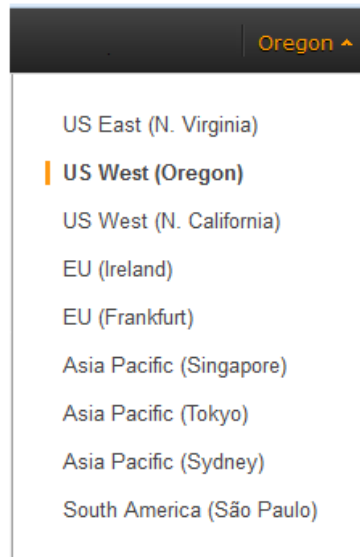 Oregon
US East (N. Virginia)
US West (Oregon)
US West (N. California)
EU (Ireland)
EU (Frankfurt)
Asia Pacific (Singapore)
Asia Pacific (Tokyo)
Asia Pacific (Sydney)
South America (São Paulo)